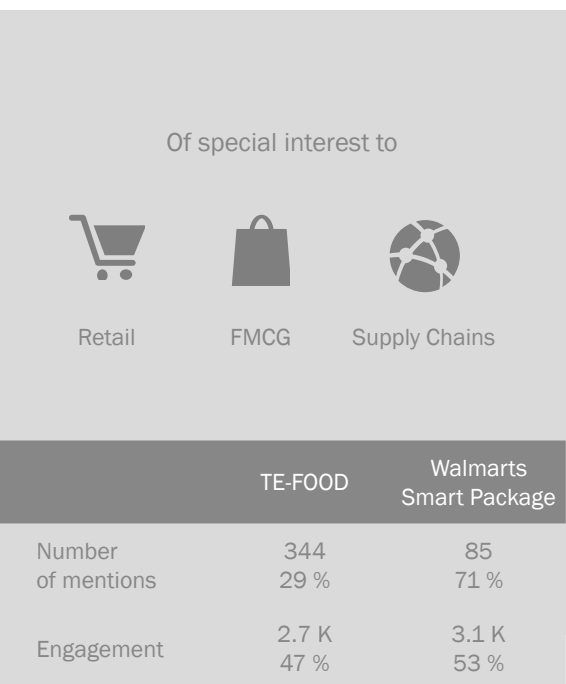 Of special interest to
Retail FMCG Supply Chains
TE-FOOD Walmarts
Smart Package
Number
of mentions
344
29 %
85
71 %
Engagement
2.7 K
47 %
3.1 K
53 %